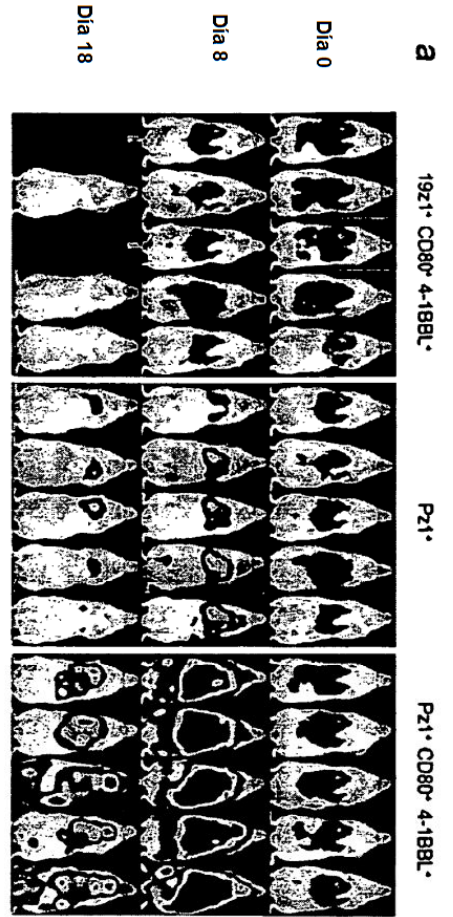 a
19z1⁺ CD80⁺ 4-1BBL⁺
Pz1⁺
Pz1⁺ CD80⁺ 4-1BBL⁺
Día 0
Día 8
Día 18